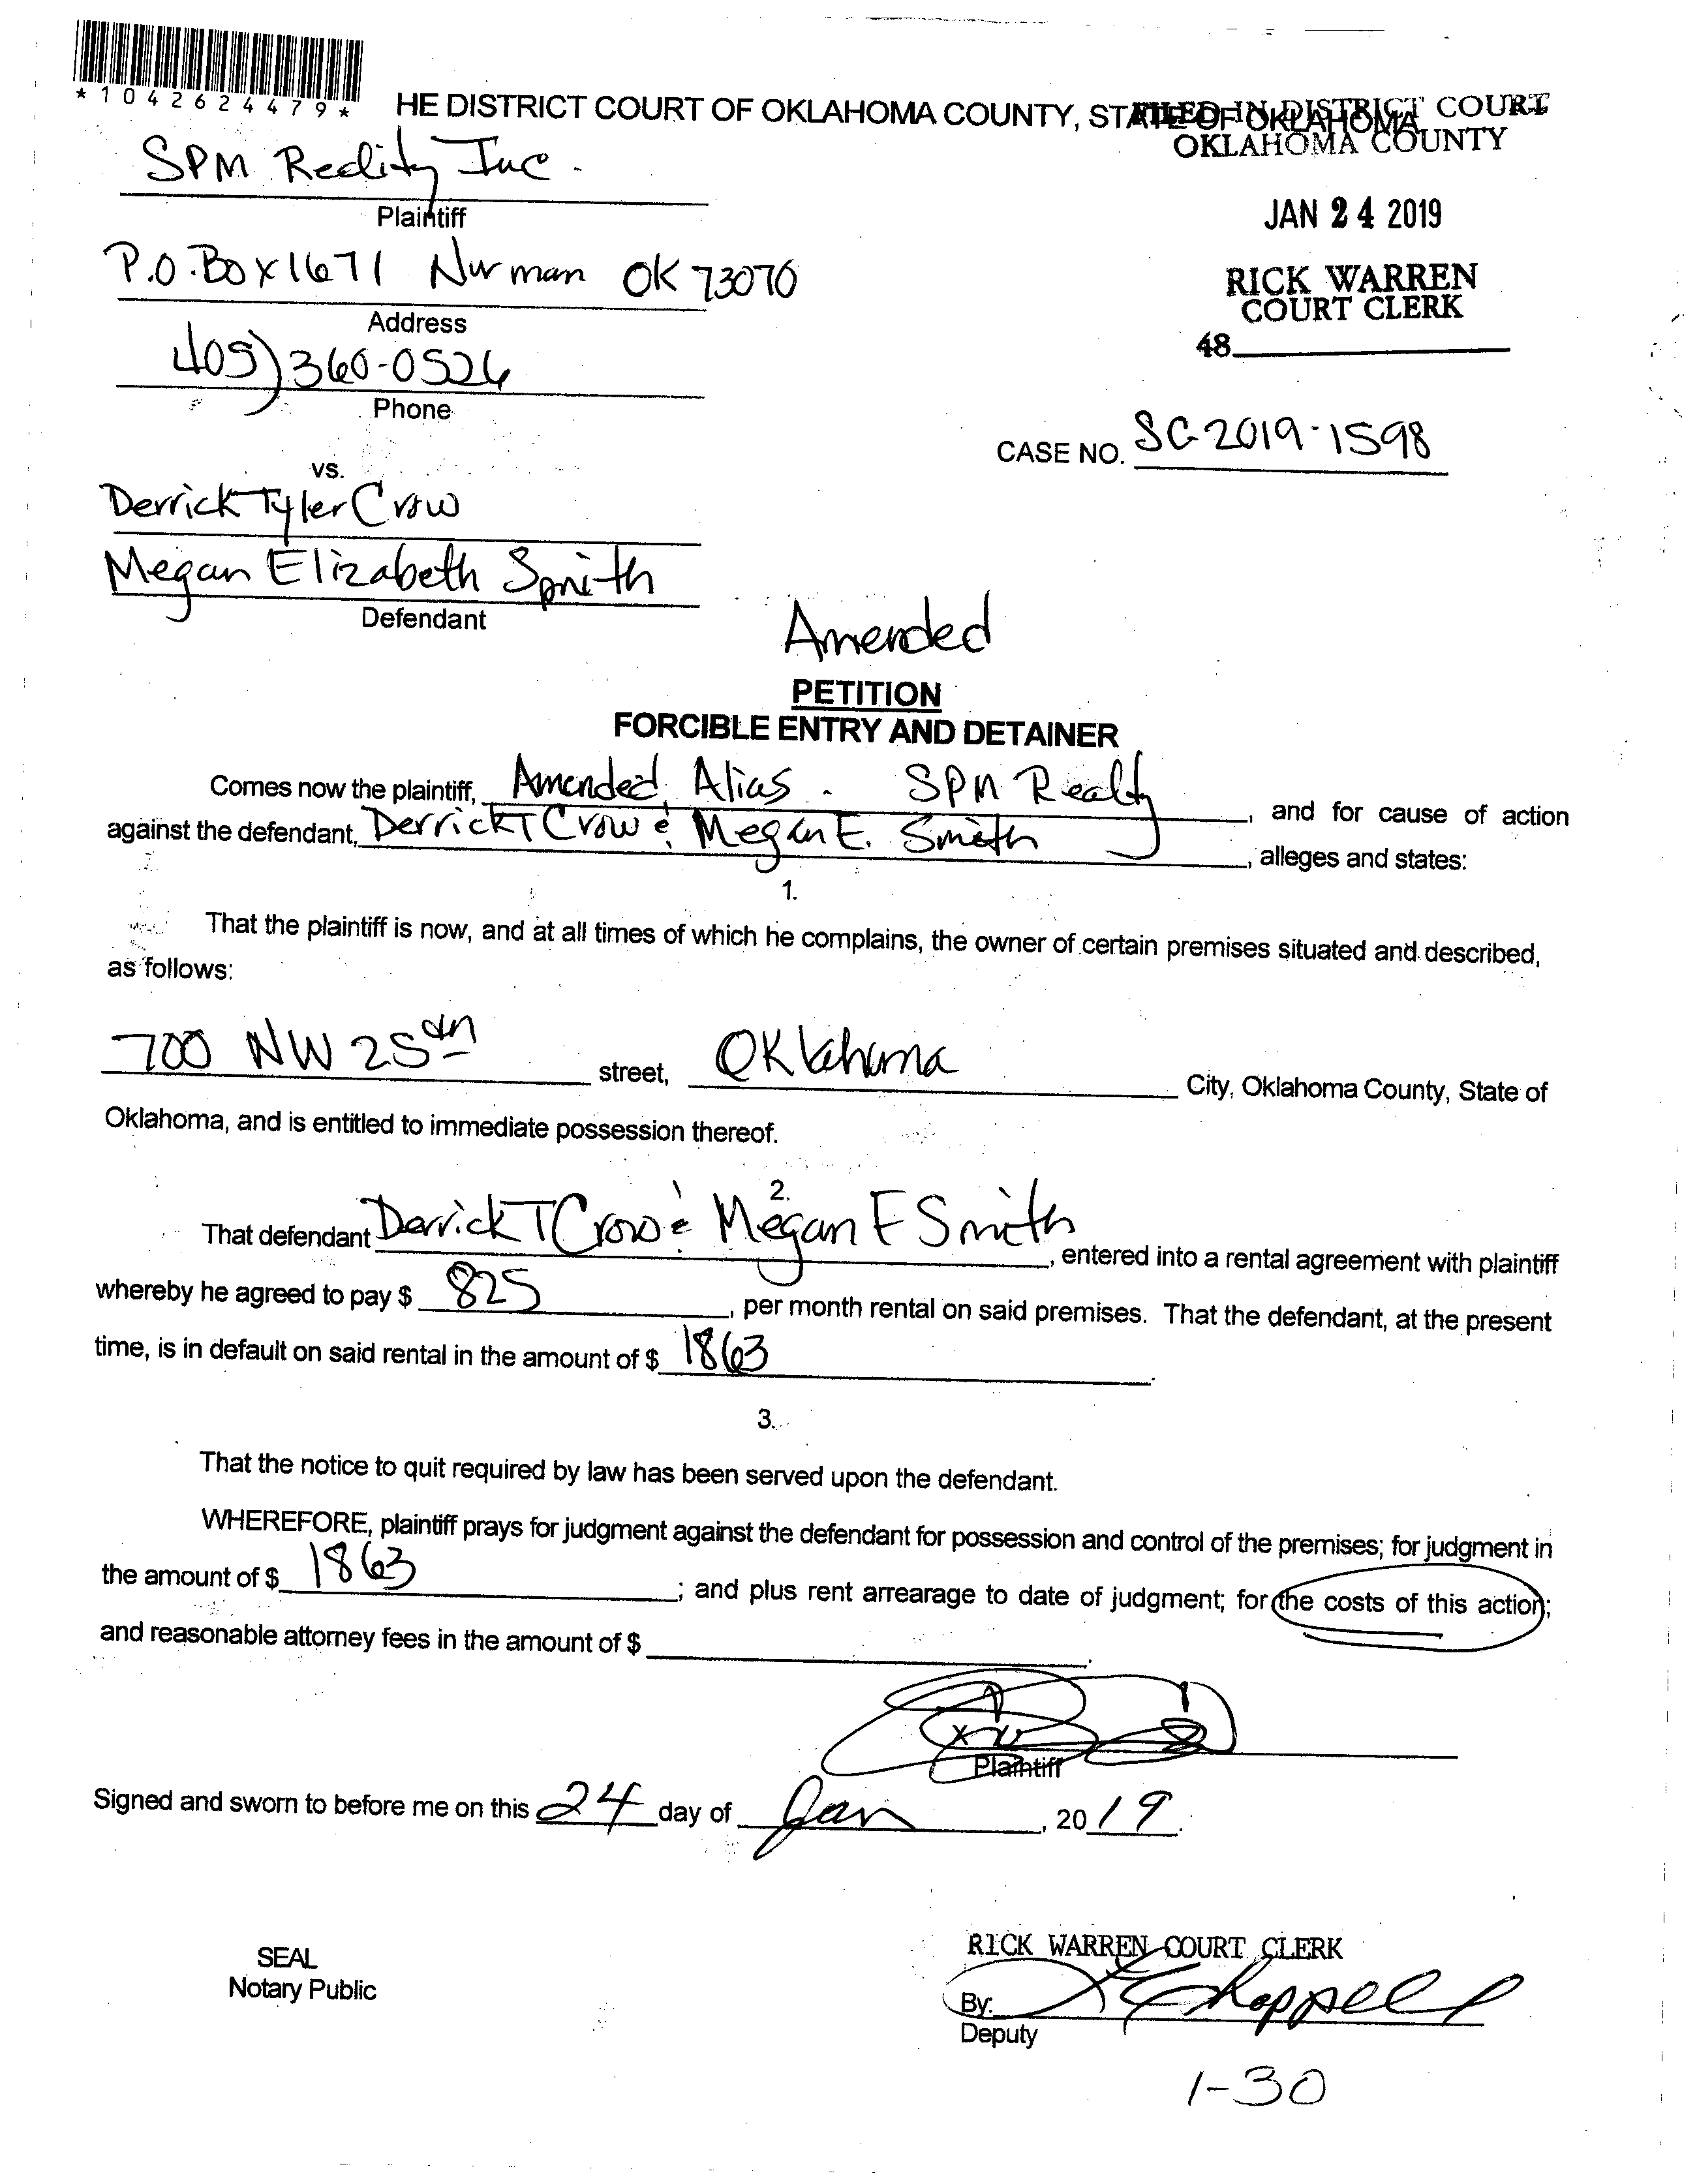 *1042624479*
HE DISTRICT COURT OF OKLAHOMA COUNTY, STATE OF OKLAHOMA
FILED IN DISTRICT COURT
OKLAHOMA COUNTY
JAN 24 2019
RICK WARREN
COURT CLERK
48
SPM Reality Inc.
Plaintiff
P.O. Box 1671 Norman OK 73070
Address
405) 360-0526
Phone
CASE NO. SC-2019-1598
vs.
Derrick Tyler Crow
Megan Elizabeth Smith
Defendant
Amended
PETITION
FORCIBLE ENTRY AND DETAINER
Comes now the plaintiff, Amended Alias. SPM Realty, and for cause of action
against the defendant, Derrick T Crow & Megan E. Smith, alleges and states:
1.
That the plaintiff is now, and at all times of which he complains, the owner of certain premises situated and described,
as follows:
700 NW 25th street, Oklahoma City, Oklahoma County, State of
Oklahoma, and is entitled to immediate possession thereof.
2.
That defendant Derrick T Crow & Megan E Smith, entered into a rental agreement with plaintiff
whereby he agreed to pay $ 825, per month rental on said premises. That the defendant, at the present
time, is in default on said rental in the amount of $ 1863.
3.
That the notice to quit required by law has been served upon the defendant.
WHEREFORE, plaintiff prays for judgment against the defendant for possession and control of the premises; for judgment in
the amount of $ 1863; and plus rent arrearage to date of judgment; for the costs of this action;
and reasonable attorney fees in the amount of $
Plaintiff
Signed and sworn to before me on this 24 day of Jan, 2019.
SEAL
Notary Public
RICK WARREN COURT CLERK
By: Chappell
Deputy
1-30